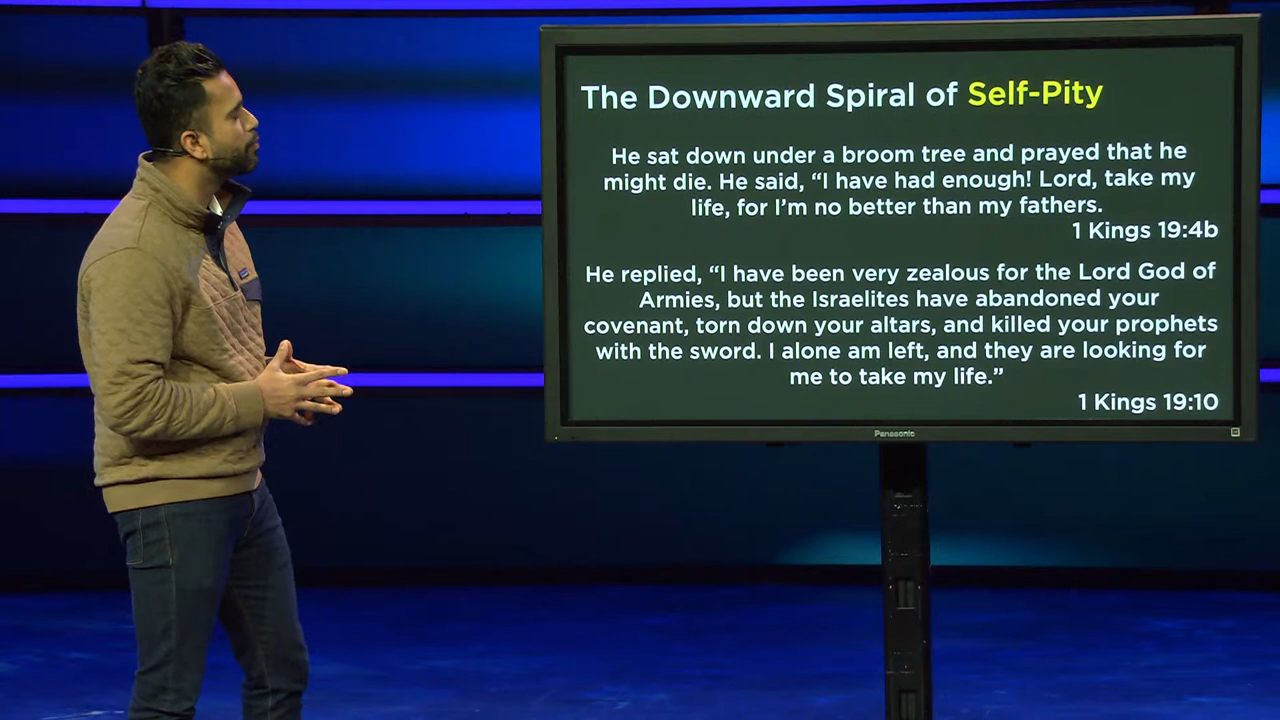 The Downward Spiral of Self-Pity
He sat down under a broom tree and prayed that he
might die. He said, “I have had enough! Lord, take my
life, for I’m no better than my fathers.
1 Kings 19:4b
He replied, “I have been very zealous for the Lord God of
Armies, but the Israelites have abandoned your
covenant, torn down your altars, and killed your prophets
with the sword. I alone am left, and they are looking for
me to take my life.”
1 Kings 19:10
Panasonic